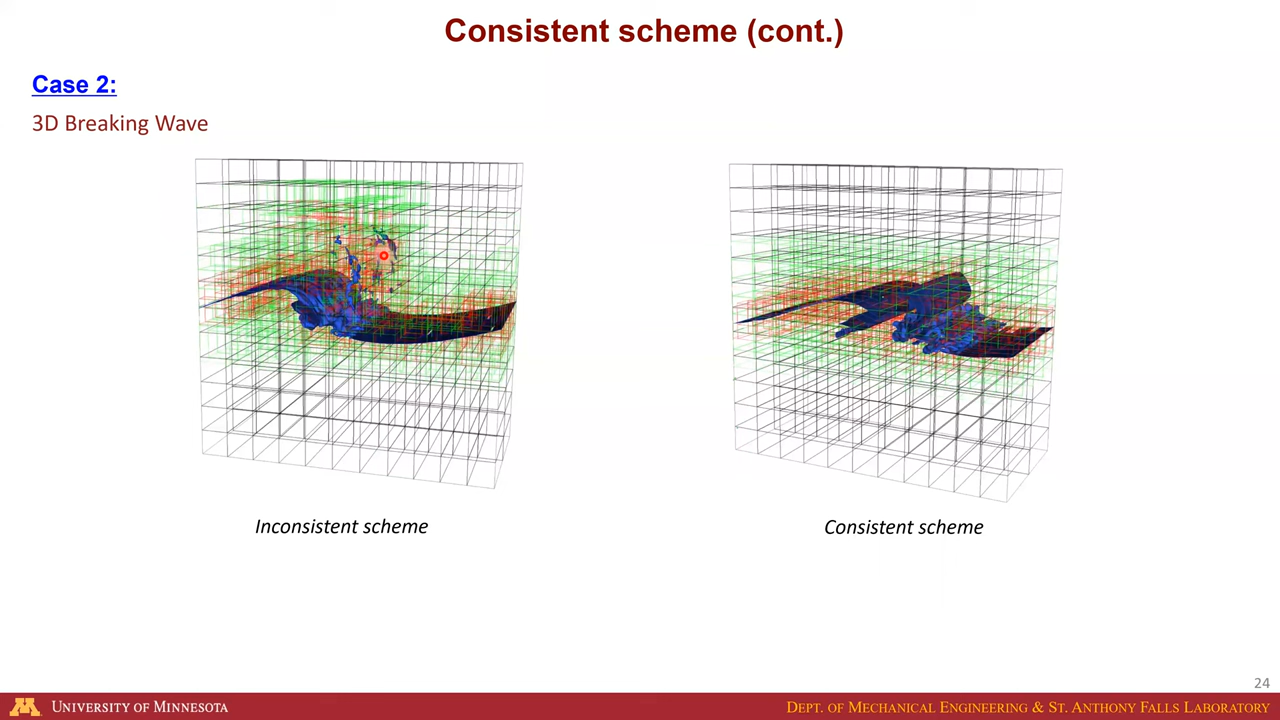 Consistent scheme (cont.)
Case 2:
3D Breaking Wave
Inconsistent scheme
Consistent scheme
24
UNIVERSITY OF MINNESOTA
DEPT. OF MECHANICAL ENGINEERING & ST. ANTHONY FALLS LABORATORY